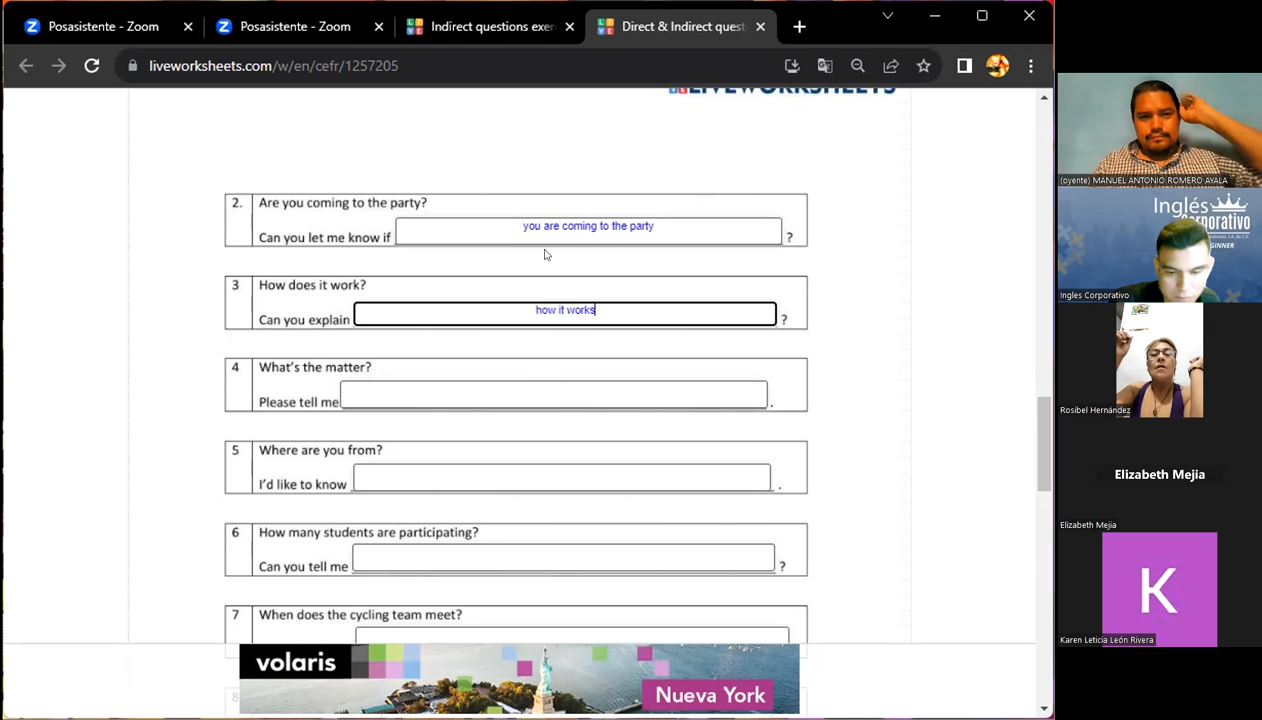 Posasistente - Zoom
Posasistente - Zoom
Indirect questions exer
Direct & Indirect quest
liveworksheets.com/w/en/cefr/1257205
LIVEWORKSHEETS
2. Are you coming to the party?
Can you let me know if you are coming to the party ?
3 How does it work?
Can you explain how it works ?
4 What's the matter?
Please tell me .
5 Where are you from?
I'd like to know .
6 How many students are participating?
Can you tell me ?
7 When does the cycling team meet?
8
volaris
Nueva York
(oyente) MANUEL ANTONIO ROMERO AYALA
Inglés
Corporativo
GINNER
Ingles Corporativo
Rosibel Hernández
Elizabeth Mejia
Elizabeth Mejia
K
Karen Leticia León Rivera